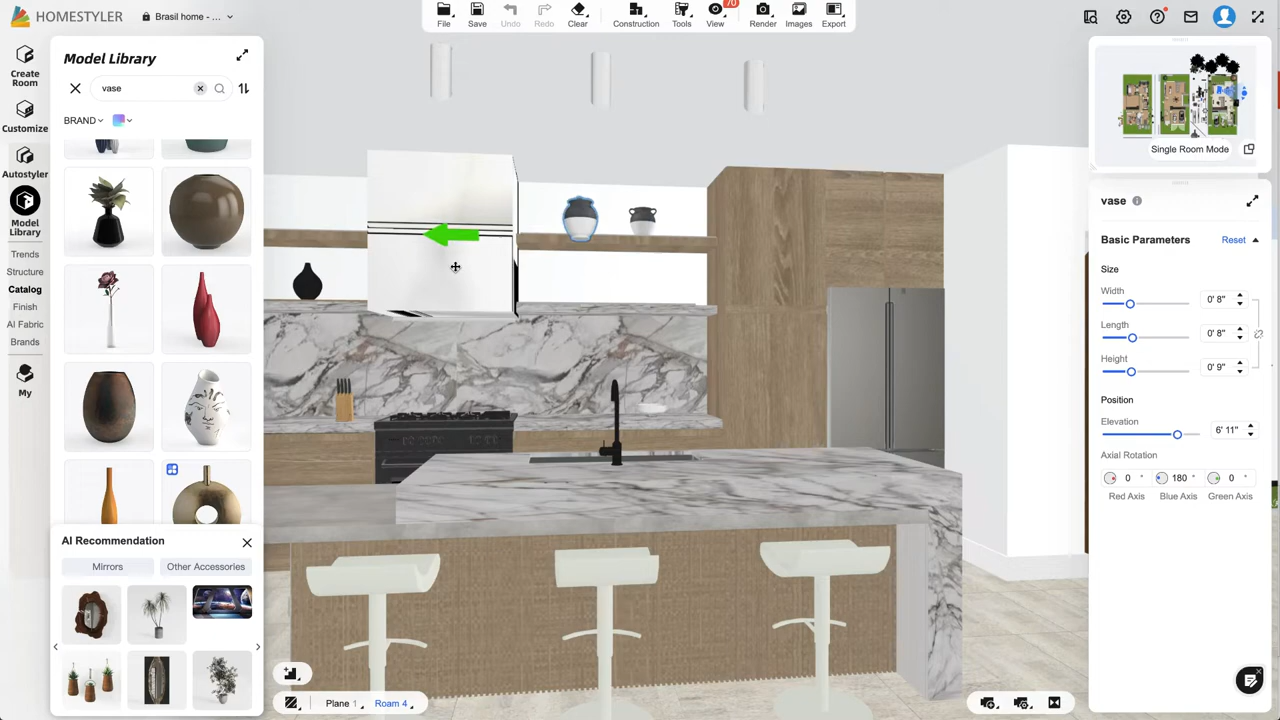 HOMESTYLER
Brasil home - ...
File
Save
Undo
Redo
Clear
Construction
Tools
View
70
Render
Images
Export
Create
Room
Customize
Autostyler
Model
Library
Trends
Structure
Catalog
Finish
AI Fabric
Brands
My
Model Library
vase
BRAND
AI Recommendation
Mirrors
Other Accessories
Plane 1
Roam 4
Single Room Mode
vase
Basic Parameters
Reset
Size
Width
0' 8"
Length
0' 8"
Height
0' 9"
Position
Elevation
6' 11"
Axial Rotation
0 °
180 °
0 °
Red Axis
Blue Axis
Green Axis